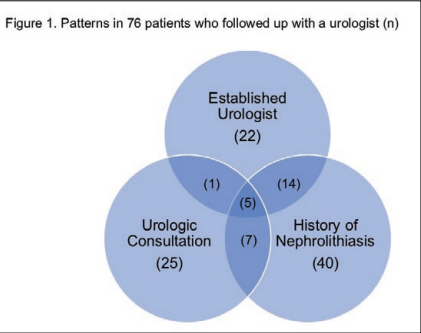 Figure 1. Patterns in 76 patients who followed up with a urologist (n)
Established
Urologist
(22)
(1)
(14)
(5)
Urologic
Consultation
(25)
(7)
History of
Nephrolithiasis
(40)